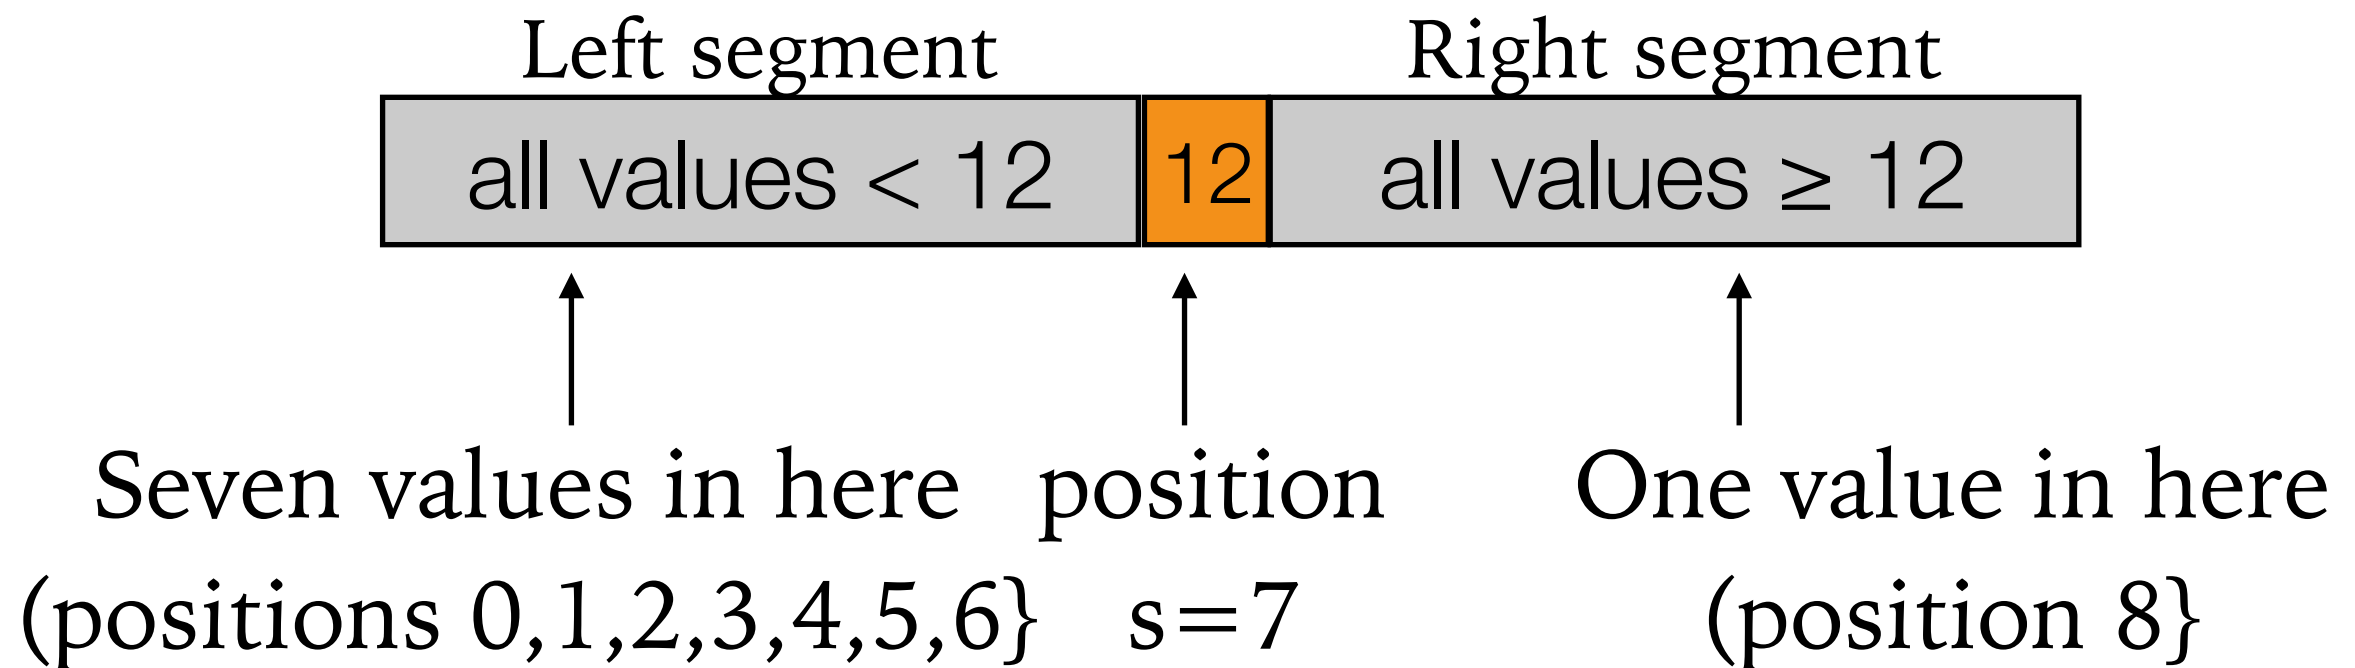 Left segment
Right segment
all values < 12
12
all values ≥ 12
Seven values in here
(positions 0,1,2,3,4,5,6}
position
s=7
One value in here
(position 8}